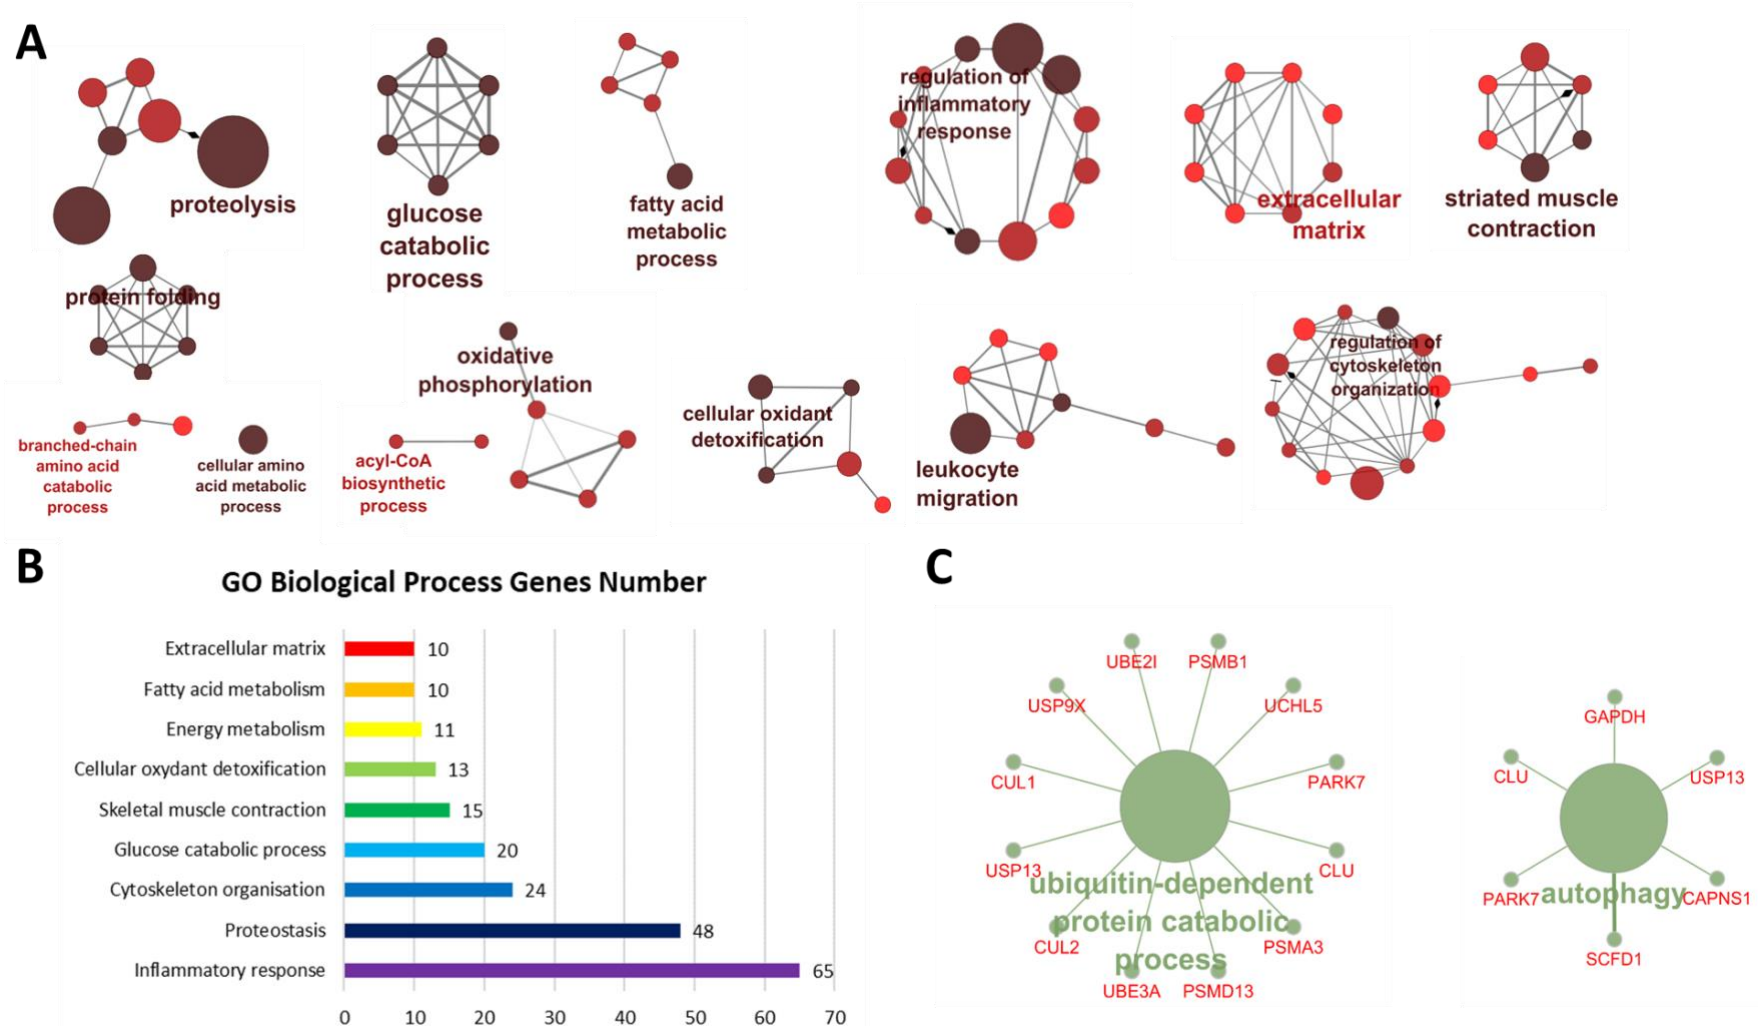 A
proteolysis
glucose
catabolic
process
fatty acid
metabolic
process
regulation of
inflammatory
response
extracellular
matrix
striated muscle
contraction
protein folding
branched-chain
amino acid
catabolic
process
cellular amino
acid metabolic
process
oxidative
phosphorylation
acyl-CoA
biosynthetic
process
cellular oxidant
detoxification
leukocyte
migration
regulation of
cytoskeleton
organization
B
GO Biological Process Genes Number
Extracellular matrix 10
Fatty acid metabolism 10
Energy metabolism 11
Cellular oxydant detoxification 13
Skeletal muscle contraction 15
Glucose catabolic process 20
Cytoskeleton organisation 24
Proteostasis 48
Inflammatory response 65
0 10 20 30 40 50 60 70
C
UBE2I PSMB1
USP9X UCHL5
CUL1 PARK7
USP13 CLU
ubiquitin-dependent
protein catabolic
process
CUL2 PSMA3
UBE3A PSMD13
GAPDH
CLU USP13
PARK7 autophagy CAPNS1
SCFD1